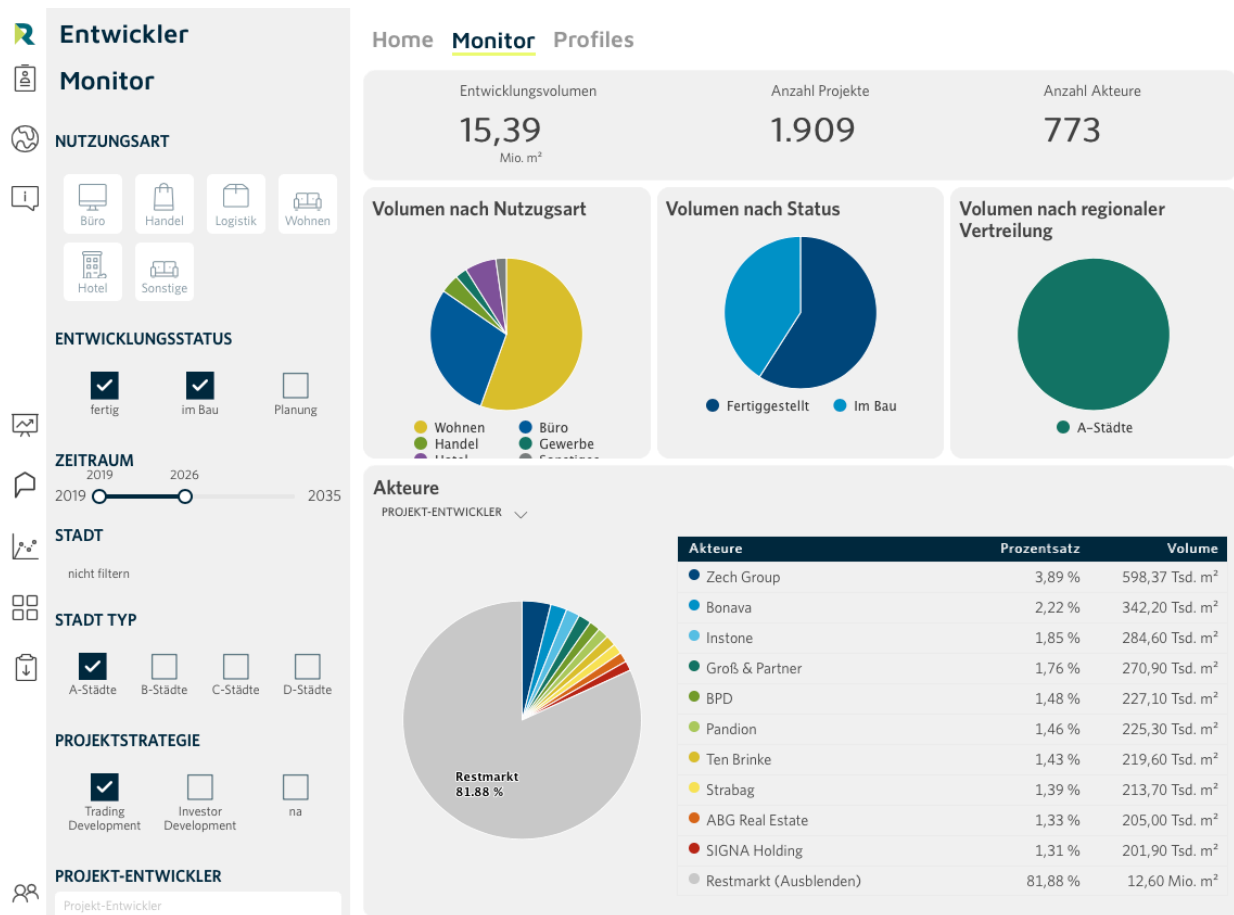 Entwickler
Monitor
NUTZUNGSART
Büro
Handel
Logistik
Wohnen
Hotel
Sonstige
ENTWICKLUNGSSTATUS
fertig
im Bau
Planung
ZEITRAUM
2019
2026
2019
2035
STADT
nicht filtern
STADT TYP
A-Städte
B-Städte
C-Städte
D-Städte
PROJEKTSTRATEGIE
Trading
Development
Investor
Development
na
PROJEKT-ENTWICKLER
Projekt-Entwickler
Home Monitor Profiles
Entwicklungsvolumen
15,39
Mio. m²
Anzahl Projekte
1.909
Anzahl Akteure
773
Volumen nach Nutzugsart
Wohnen
Büro
Handel
Gewerbe
Hotel
Sonstiges
Volumen nach Status
Fertiggestellt
Im Bau
Volumen nach regionaler
Vertreilung
A-Städte
Akteure
PROJEKT-ENTWICKLER
Restmarkt
81.88 %
Akteure Prozentsatz Volume
Zech Group 3,89 % 598,37 Tsd. m²
Bonava 2,22 % 342,20 Tsd. m²
Instone 1,85 % 284,60 Tsd. m²
Groß & Partner 1,76 % 270,90 Tsd. m²
BPD 1,48 % 227,10 Tsd. m²
Pandion 1,46 % 225,30 Tsd. m²
Ten Brinke 1,43 % 219,60 Tsd. m²
Strabag 1,39 % 213,70 Tsd. m²
ABG Real Estate 1,33 % 205,00 Tsd. m²
SIGNA Holding 1,31 % 201,90 Tsd. m²
Restmarkt (Ausblenden) 81,88 % 12,60 Mio. m²